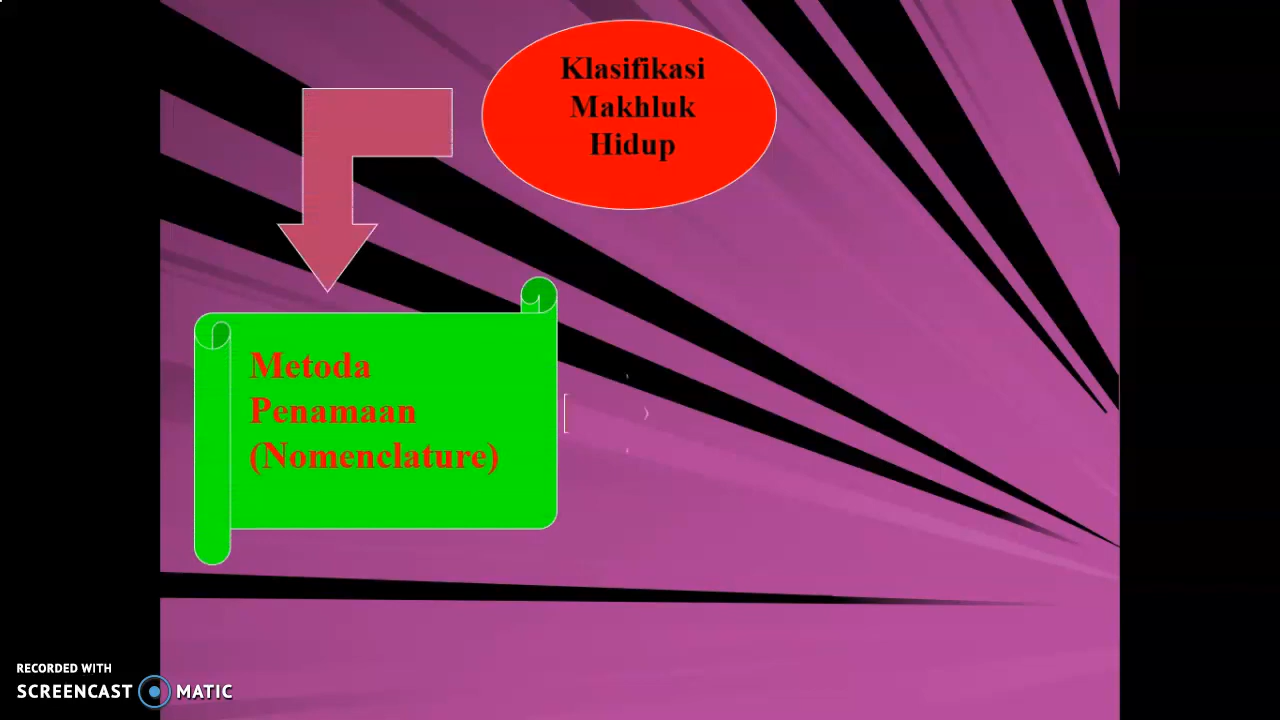 Klasifikasi
Makhluk
Hidup
Metoda
Penamaan
(Nomenclature)
RECORDED WITH
SCREENCAST MATIC